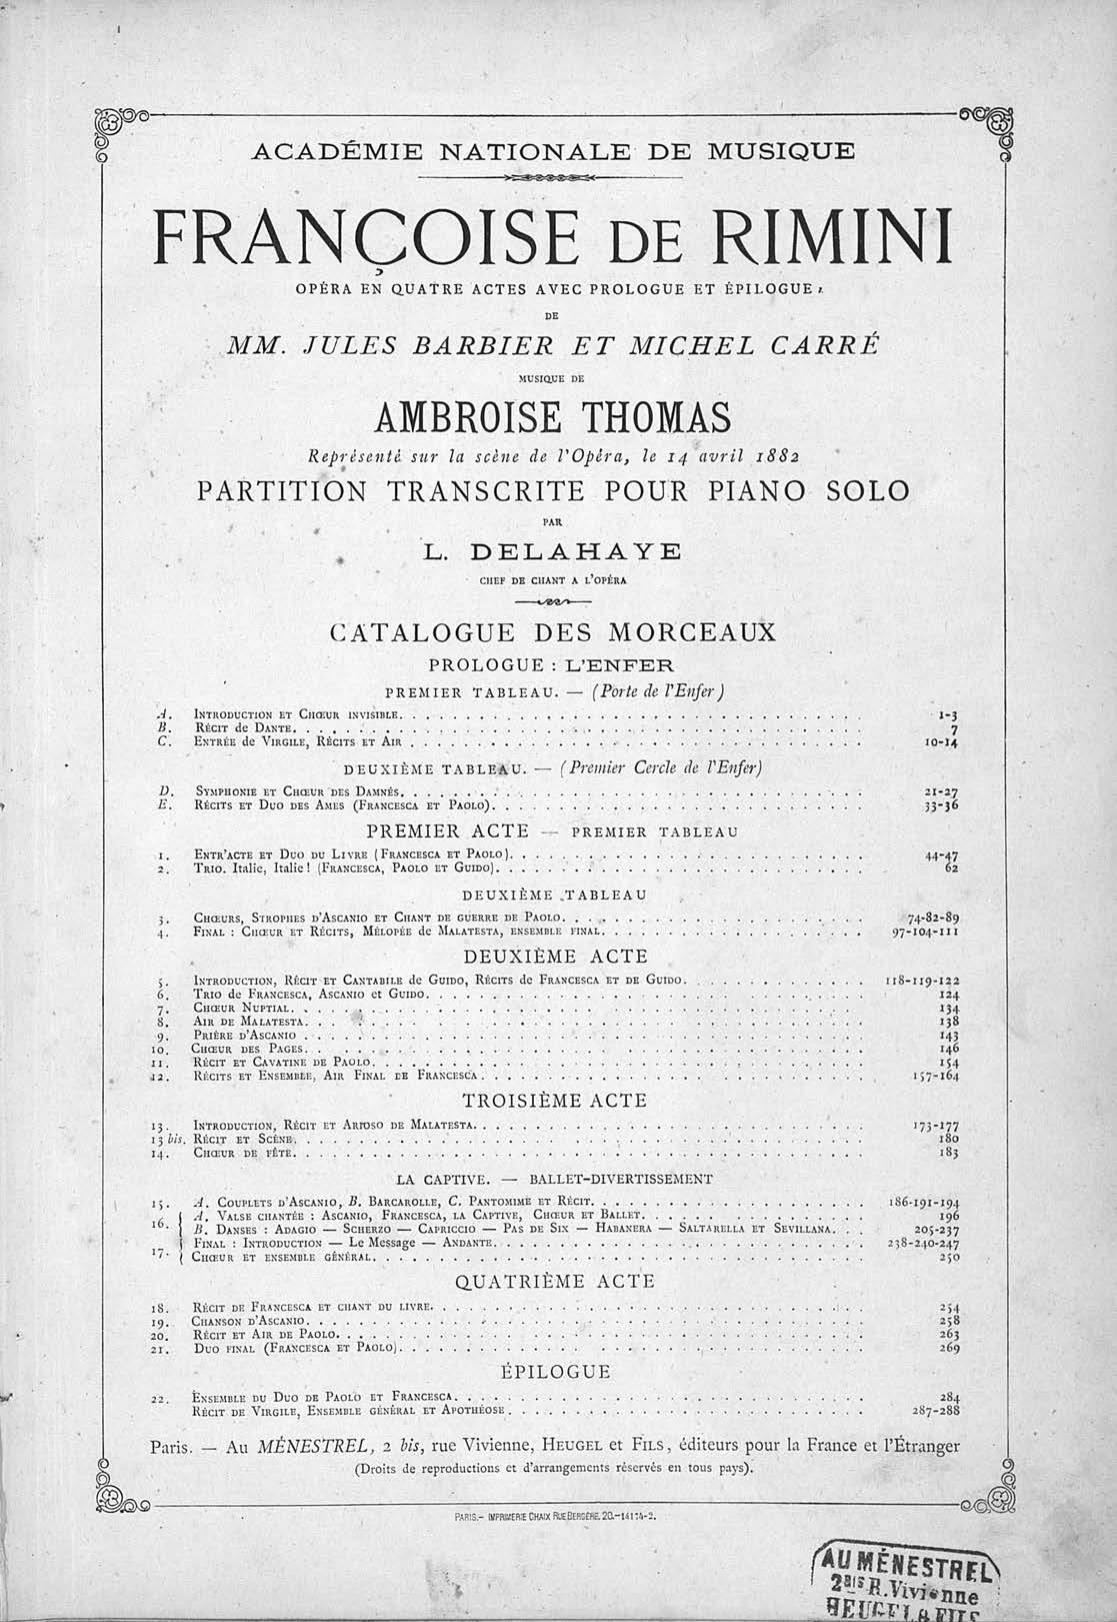 ACADÉMIE NATIONALE DE MUSIQUE
FRANÇOISE DE RIMINI
OPÉRA EN QUATRE ACTES AVEC PROLOGUE ET ÉPILOGUE
DE
MM. JULES BARBIER ET MICHEL CARRÉ
MUSIQUE DE
AMBROISE THOMAS
Représenté sur la scène de l'Opéra, le 14 avril 1882
PARTITION TRANSCRITE POUR PIANO SOLO
PAR
L. DELAHAYE
CHEF DE CHANT A L'OPÉRA
CATALOGUE DES MORCEAUX
PROLOGUE : L'ENFER
PREMIER TABLEAU. — (Porte de l'Enfer)
A. INTRODUCTION ET CHŒUR INVISIBLE. 1-3
B. RÉCIT de DANTE. 7
C. ENTRÉE de VIRGILE, RÉCITS ET AIR 10-14
DEUXIÈME TABLEAU. — (Premier Cercle de l'Enfer)
D. SYMPHONIE ET CHŒUR DES DAMNÉS. 21-27
E. RÉCITS ET DUO DES AMES (FRANCESCA ET PAOLO). 33-36
PREMIER ACTE — PREMIER TABLEAU
1. ENTR'ACTE ET DUO DU LIVRE (FRANCESCA ET PAOLO). 44-47
2. TRIO. Italie, Italie! (FRANCESCA, PAOLO ET GUIDO). 62
DEUXIÈME TABLEAU
3. CHŒURS, STROPHES D'ASCANIO ET CHANT DE GUERRE DE PAOLO. 74-82-89
4. FINAL : CHŒUR ET RÉCITS, MÉLOPÉE de MALATESTA, ENSEMBLE FINAL. 97-104-111
DEUXIÈME ACTE
5. INTRODUCTION, RÉCIT ET CANTABILE de GUIDO, RÉCITS de FRANCESCA ET DE GUIDO. 118-119-122
6. TRIO de FRANCESCA, ASCANIO et GUIDO. 124
7. CHŒUR NUPTIAL. 134
8. AIR DE MALATESTA. 138
9. PRIÈRE D'ASCANIO 143
10. CHŒUR DES PAGES. 146
11. RÉCIT ET CAVATINE DE PAOLO. 154
12. RÉCITS ET ENSEMBLE, AIR FINAL DE FRANCESCA. 157-164
TROISIÈME ACTE
13. INTRODUCTION, RÉCIT ET ARIOSO DE MALATESTA. 173-177
13 bis. RÉCIT ET SCÈNE. 180
14. CHŒUR DE FÊTE. 183
LA CAPTIVE. — BALLET-DIVERTISSEMENT
15. A. COUPLETS D'ASCANIO, B. BARCAROLLE, C. PANTOMIME ET RÉCIT. 186-191-194
16. A. VALSE CHANTÉE : ASCANIO, FRANCESCA, LA CAPTIVE, CHŒUR ET BALLET. 196
B. DANSES : ADAGIO — SCHERZO — CAPRICCIO — PAS DE SIX — HABANERA — SALTARELLA ET SEVILLANA. 205-237
17. FINAL : INTRODUCTION — Le MESSAGE — ANDANTE. 238-240-247
CHŒUR ET ENSEMBLE GÉNÉRAL. 250
QUATRIÈME ACTE
18. RÉCIT DE FRANCESCA ET CHANT DU LIVRE. 254
19. CHANSON D'ASCANIO. 258
20. RÉCIT ET AIR DE PAOLO. 263
21. DUO FINAL (FRANCESCA ET PAOLO). 269
ÉPILOGUE
22. ENSEMBLE DU DUO DE PAOLO ET FRANCESCA. 284
RÉCIT DE VIRGILE, ENSEMBLE GÉNÉRAL ET APOTHÉOSE. 287-288
Paris. — Au MÉNESTREL, 2 bis, rue Vivienne, HEUGEL et FILS, éditeurs pour la France et l'Étranger
(Droits de reproductions et d'arrangements réservés en tous pays).
PARIS.— IMPRIMERIE CHAIX RUE BERGÈRE, 20.—14174-2.
AU MÉNESTREL
2 BIS R. Vivienne
HEUGEL & FILS